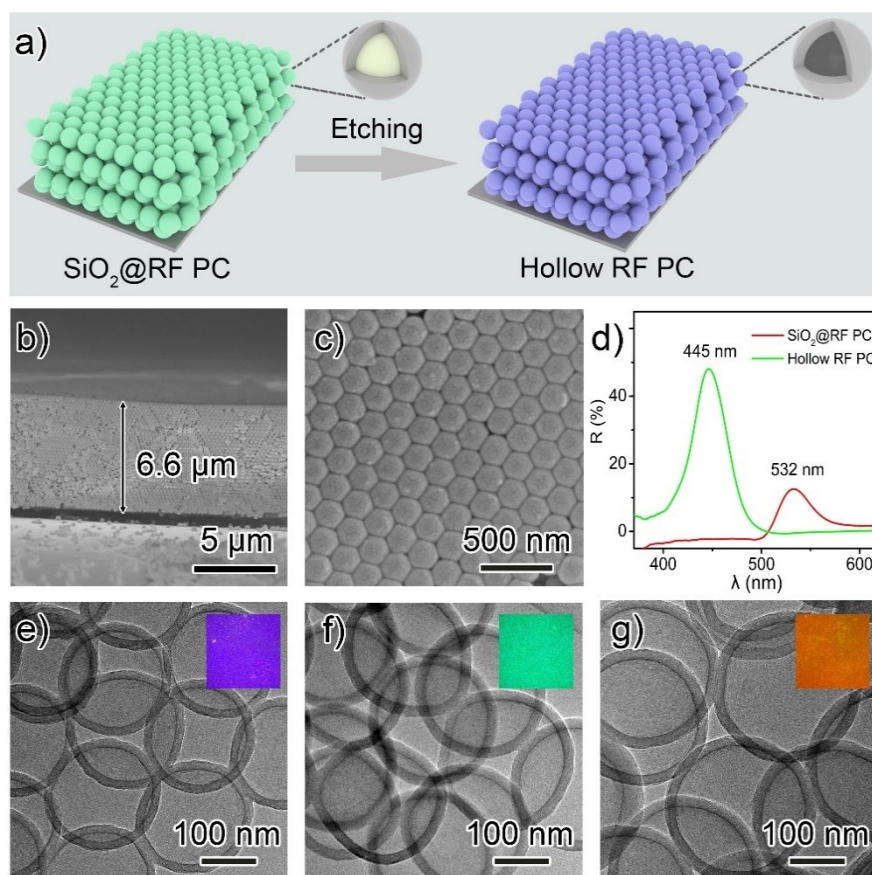 a)
Etching
SiO₂@RF PC
Hollow RF PC
b)
6.6 μm
5 μm
c)
500 nm
d)
SiO₂@RF PC
Hollow RF PC
445 nm
532 nm
R (%)
40
20
0
400
500
600
λ (nm)
e)
100 nm
f)
100 nm
g)
100 nm